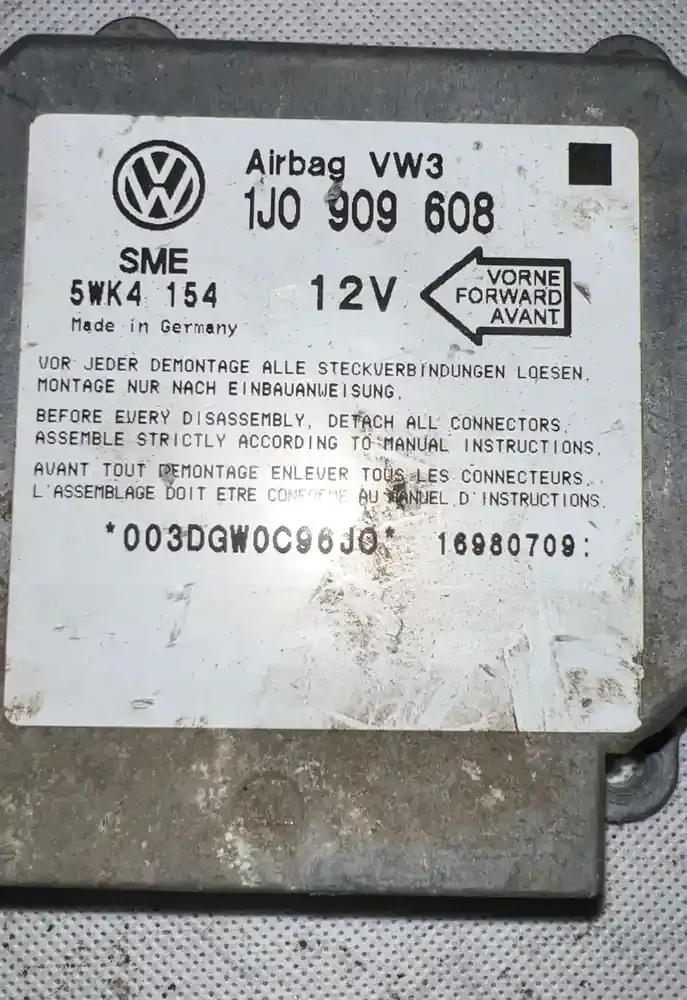 Airbag VW3
1J0 909 608
SME
5WK4 154
12V
VORNE
FORWARD
AVANT
Made in Germany
VOR JEDER DEMONTAGE ALLE STECKVERBINDUNGEN LOESEN.
MONTAGE NUR NACH EINBAUANWEISUNG.
BEFORE EVERY DISASSEMBLY, DETACH ALL CONNECTORS.
ASSEMBLE STRICTLY ACCORDING TO MANUAL INSTRUCTIONS.
AVANT TOUT DEMONTAGE ENLEVER TOUS LES CONNECTEURS.
L'ASSEMBLAGE DOIT ETRE CONFORME AU MANUEL D'INSTRUCTIONS.
*003DGW0C96JO* 16980709: